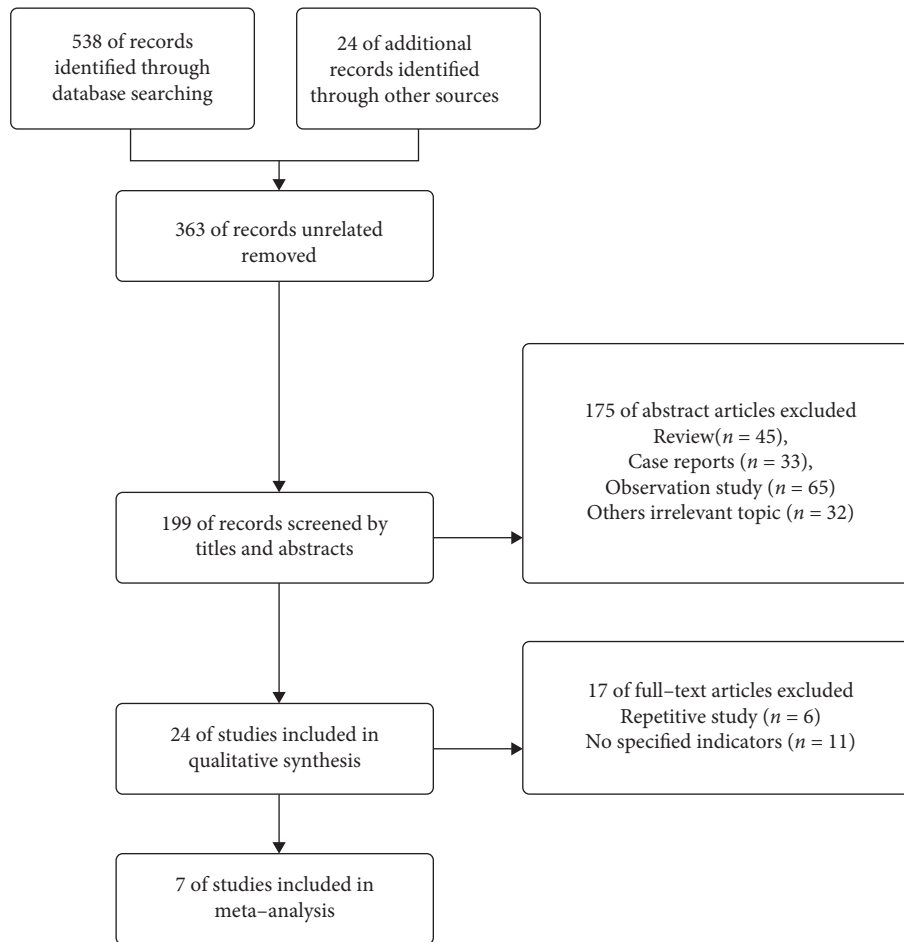 538 of records
identified through
database searching
24 of additional
records identified
through other sources
363 of records unrelated
removed
175 of abstract articles excluded
Review(n = 45),
Case reports (n = 33),
Observation study (n = 65)
Others irrelevant topic (n = 32)
199 of records screened by
titles and abstracts
17 of full–text articles excluded
Repetitive study (n = 6)
No specified indicators (n = 11)
24 of studies included in
qualitative synthesis
7 of studies included in
meta–analysis